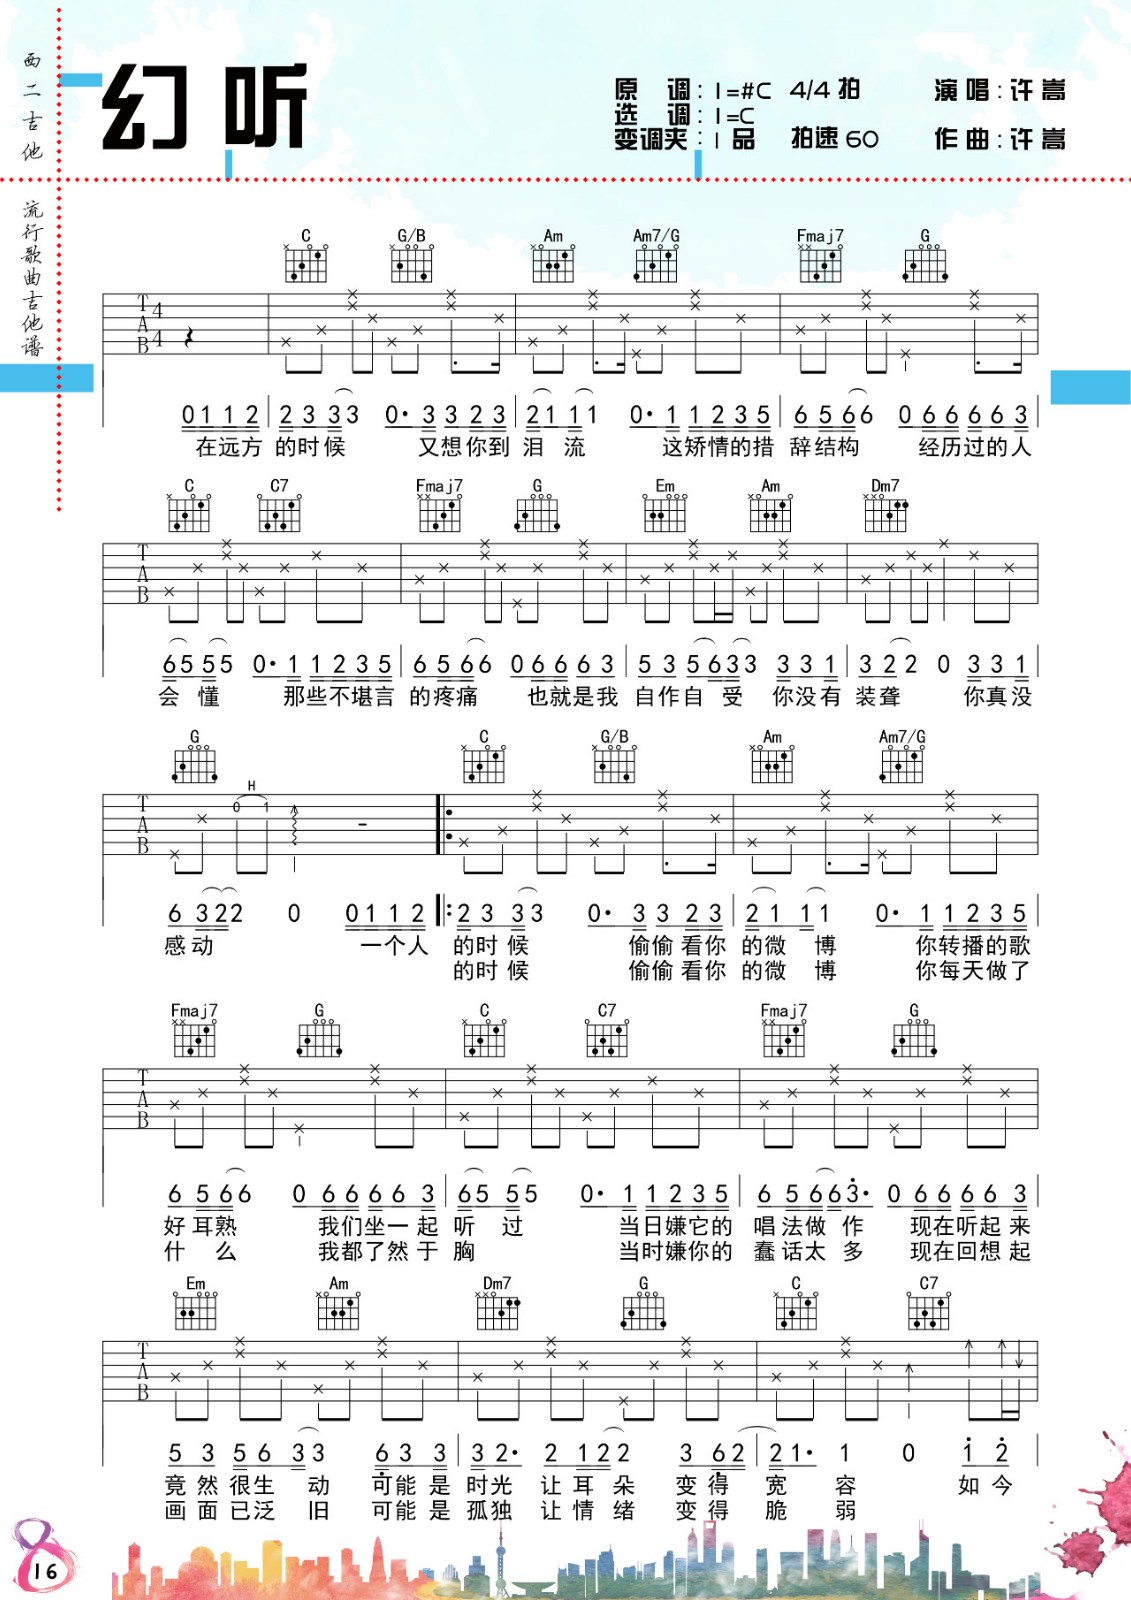 西二吉他
流行歌曲吉他谱
幻听
原 调:1=#C 4/4拍 演唱:许嵩
选 调:1=C
变调夹:1品 拍速60 作曲:许嵩
C G/B Am Am7/G Fmaj7 G
T A B 4 4
0 1 1 2 2 3 3 3 0· 3 3 2 3 2 1 1 1 0· 1 1 2 3 5 6 5 6 6 0 6 6 6 6 3
在远方 的时候 又想你到 泪 流 这矫情的措 辞结构 经历过的人
C C7 Fmaj7 G Em Am Dm7
T A B
6 5 5 5 0· 1 1 2 3 5 6 5 6 6 0 6 6 6 3 5 3 5 6 3 3 3 3 1 3 2 2 0 3 3 1
会 懂 那些不堪言 的疼痛 也就是我 自作自 受 你没有 装聋 你真没
G C G/B Am Am7/G
H
T A B 0 1 -
6 3 2 2 0 0 1 1 2 2 3 3 3 0· 3 3 2 3 2 1 1 1 0· 1 1 2 3 5
感动 一个人 的时候 偷偷看你 的微 博 你转播的歌
的时候 偷偷看你 的微 博 你每天做了
Fmaj7 G C C7 Fmaj7 G
T A B
6 5 6 6 0 6 6 6 6 3 6 5 5 5 0· 1 1 2 3 5 6 5 6 6 3· 0 6 6 6 3
好耳熟 我们坐一起 听 过 当日嫌它的 唱法做 作 现在听起来
什 么 我都了然于 胸 当时嫌你的 蠢话太 多 现在回想起
Em Am Dm7 G C C7
T A B
5 3 5 6 3 3 6 3 3 3 2· 2 1 2 2 3 6 2 2 1· 1 0 1 2
竟然很生 动 可能是时光 让耳朵 变得 宽 容 如今
画面已泛 旧 可能是孤独 让情绪 变得 脆 弱
16